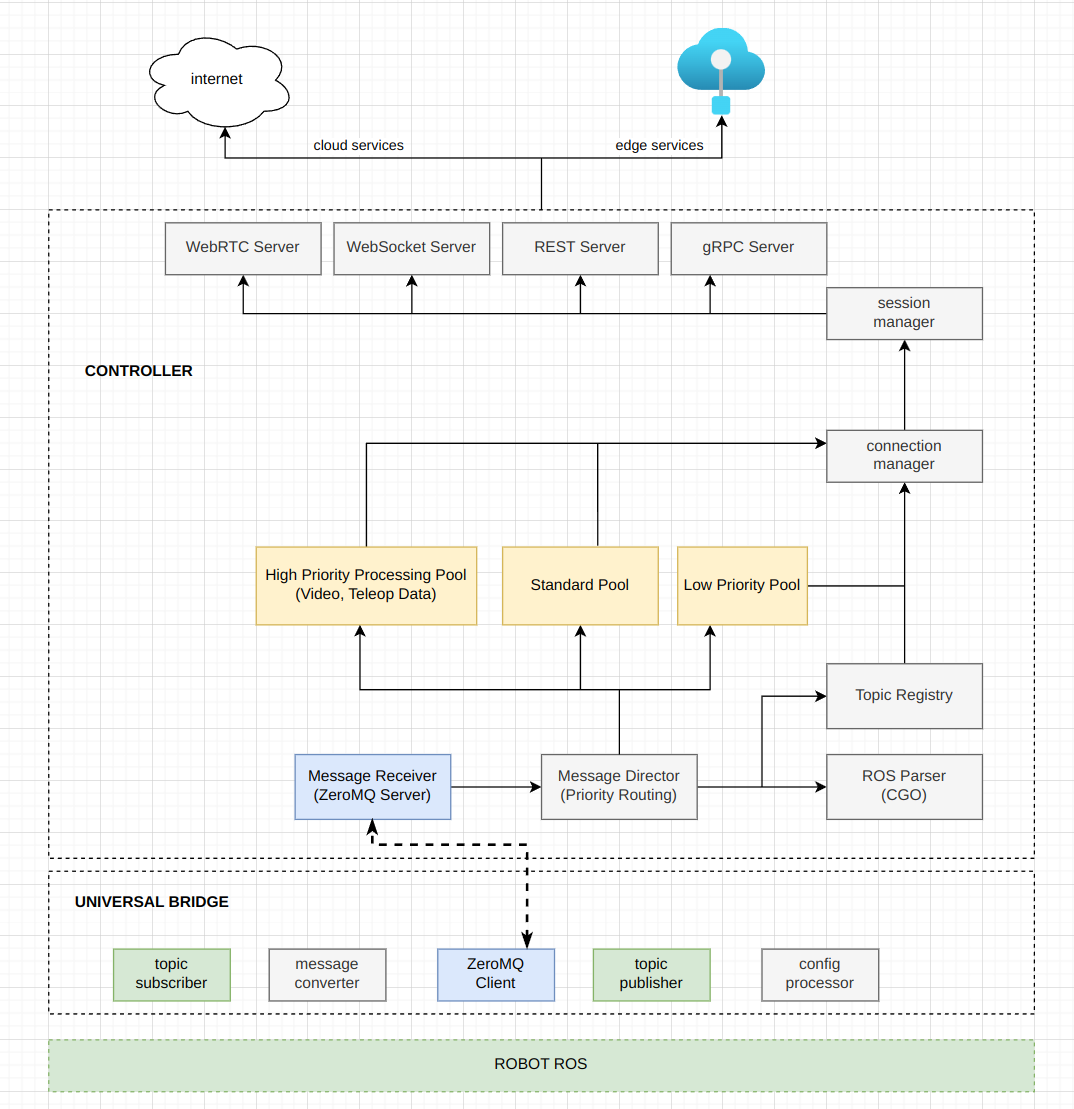 internet
cloud services
edge services
WebRTC Server
WebSocket Server
REST Server
gRPC Server
session
manager
CONTROLLER
connection
manager
High Priority Processing Pool
(Video, Teleop Data)
Standard Pool
Low Priority Pool
Topic Registry
Message Receiver
(ZeroMQ Server)
Message Director
(Priority Routing)
ROS Parser
(CGO)
UNIVERSAL BRIDGE
topic
subscriber
message
converter
ZeroMQ
Client
topic
publisher
config
processor
ROBOT ROS